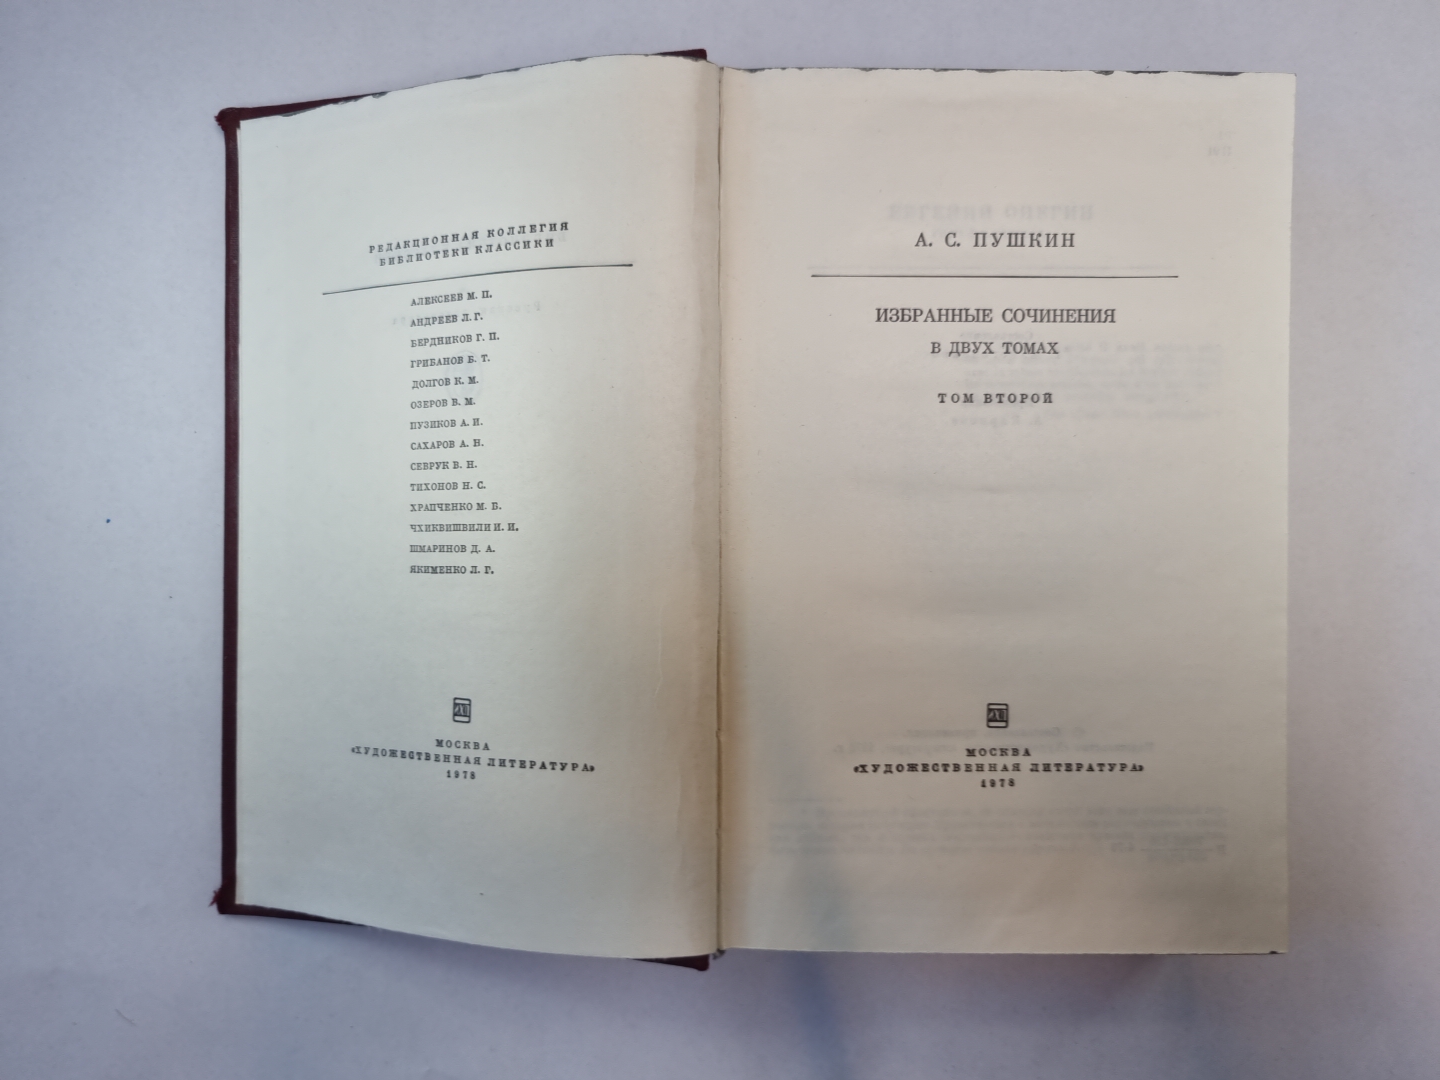 РЕДАКЦИОННАЯ КОЛЛЕГИЯ
БИБЛИОТЕКИ КЛАССИКИ
АЛЕКСЕЕВ М. П.
АНДРЕЕВ Л. Г.
БЕРДНИКОВ Г. П.
ГРИБАНОВ Б. Т.
ДОЛГОВ К. М.
ОЗЕРОВ В. М.
ПУЗИКОВ А. И.
САХАРОВ А. Н.
СЕВРУК В. Н.
ТИХОНОВ Н. С.
ХРАПЧЕНКО М. Б.
ЧХИКВИШВИЛИ И. И.
ШМАРИНОВ Д. А.
ЯКИМЕНКО Л. Г.
МОСКВА
«ХУДОЖЕСТВЕННАЯ ЛИТЕРАТУРА»
1978
А. С. ПУШКИН
ИЗБРАННЫЕ СОЧИНЕНИЯ
В ДВУХ ТОМАХ
ТОМ ВТОРОЙ
МОСКВА
«ХУДОЖЕСТВЕННАЯ ЛИТЕРАТУРА»
1978